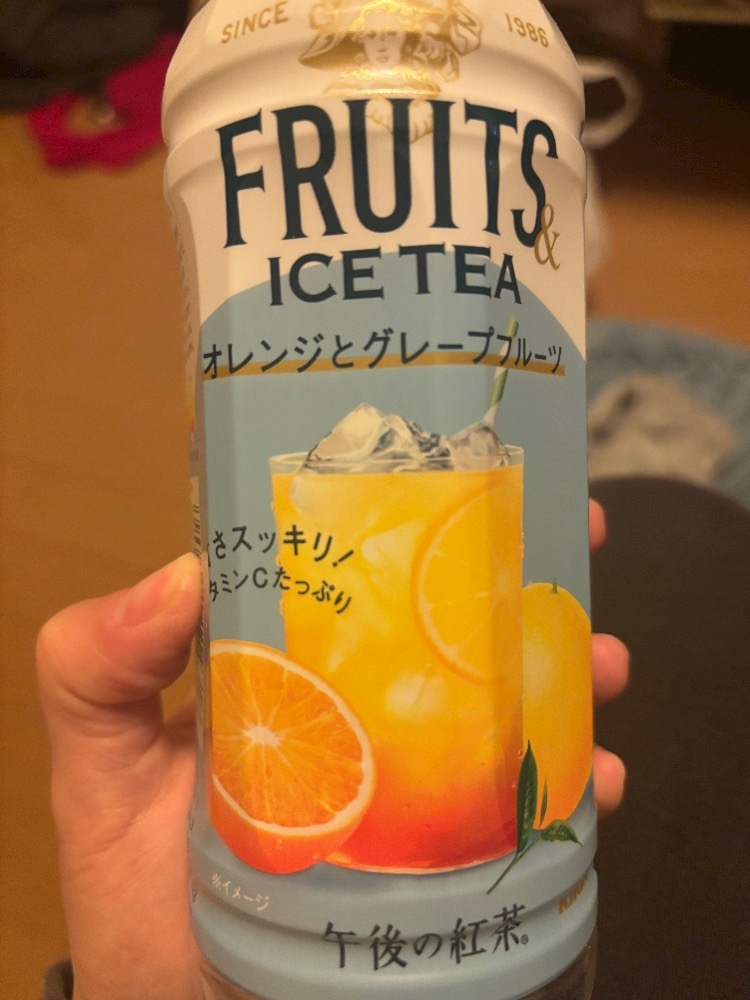 SINCE 1986
FRUITS
&
ICE TEA
オレンジとグレープフルーツ
さスッキリ!
タミンCたっぷり
※イメージ
午後の紅茶®